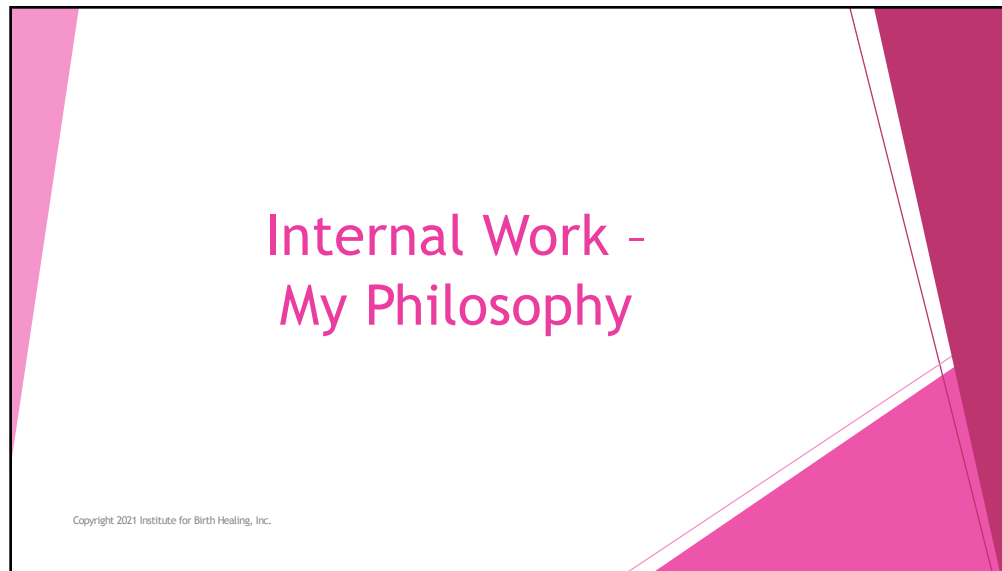 Internal Work –
My Philosophy
Copyright 2021 Institute for Birth Healing, Inc.